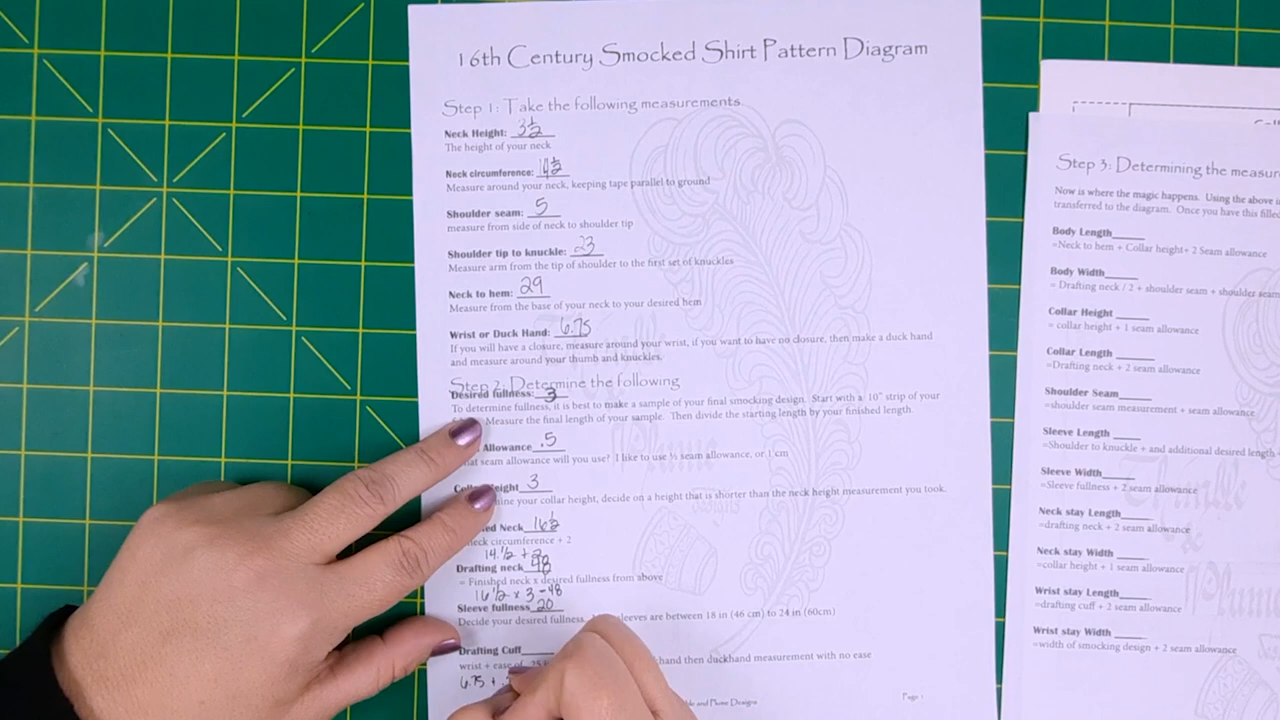 16th Century Smocked Shirt Pattern Diagram
Step 1: Take the following measurements
Neck Height: 3½
The height of your neck
Neck circumference: 14½
Measure around your neck, keeping tape parallel to ground
Shoulder seam: 5
measure from side of neck to shoulder tip
Shoulder tip to knuckle: 23
Measure arm from the tip of shoulder to the first set of knuckles
Neck to hem: 29
Measure from the base of your neck to your desired hem
Wrist or Duck Hand: 6.75
If you will have a closure, measure around your wrist, if you want to have no closure, then make a duck hand
and measure around your thumb and knuckles.
Step 2: Determine the following
Desired fullness: 3
To determine fullness, it is best to make a sample of your final smocking design. Start with a 10" strip of your
Measure the final length of your sample. Then divide the starting length by your finished length.
Allowance .5
seam allowance will you use? I like to use ½ seam allowance, or 1 cm
3
your collar height, decide on a height that is shorter than the neck height measurement you took.
Neck 16½
neck circumference + 2
14.½ + 2
Drafting neck 48
= Finished neck x desired fullness from above
16½ x 3 = 48
Sleeve fullness 20
Decide your desired fullness. sleeves are between 18 in (46 cm) to 24 in (60cm)
Drafting Cuff
wrist + ease of .25 hand then duckhand measurement with no ease
6.75 +
and Plume Designs
Page 1
Step 3: Determining the
Now is where the magic happens. Using the above
transferred to the diagram. Once you have this
Body Length
=Neck to hem + Collar height+ 2 Seam allowance
Body Width
= Drafting neck / 2 + shoulder seam + shoulder
Collar Height
= collar height + 1 seam allowance
Collar Length
=Drafting neck + 2 seam allowance
Shoulder Seam
=shoulder seam measurement + seam allowance
Sleeve Length
=Shoulder to knuckle + and additional desired length
Sleeve Width
=Sleeve fullness + 2 seam allowance
Neck stay Length
=drafting neck + 2 seam allowance
Neck stay Width
=collar height + 1 seam allowance
Wrist stay Length
=drafting cuff + 2 seam allowance
Wrist stay Width
=width of smocking design + 2 seam allowance